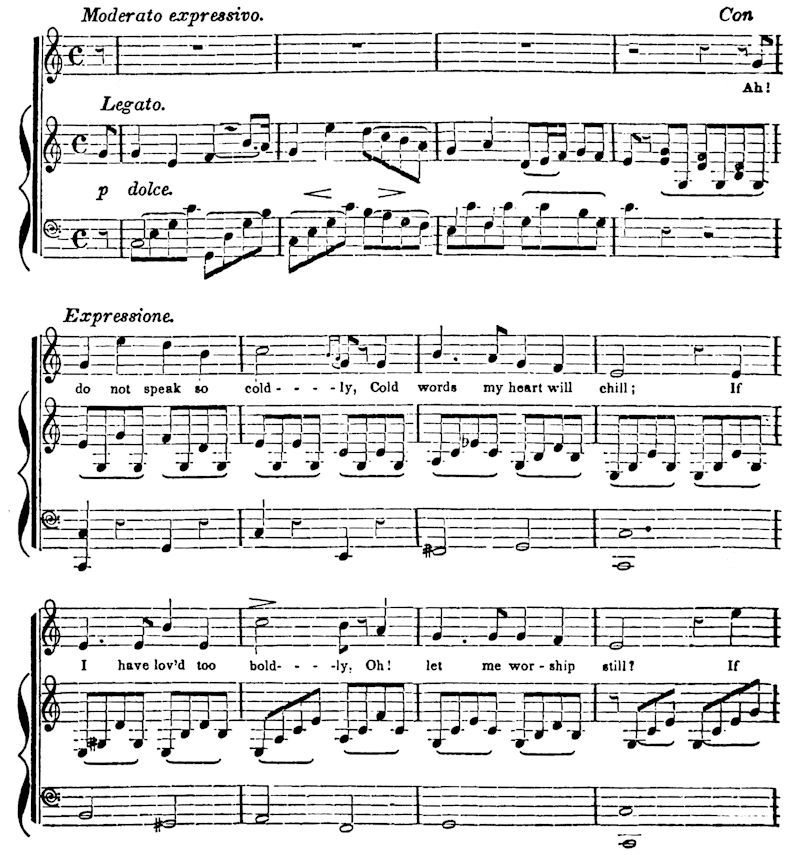 Moderato expressivo. Con
Ah!
Legato.
p dolce.
Expressione.
do not speak so cold- - - -ly, Cold words my heart will chill; If
I have lov'd too bold- - - -ly, Oh! let me wor-ship still? If